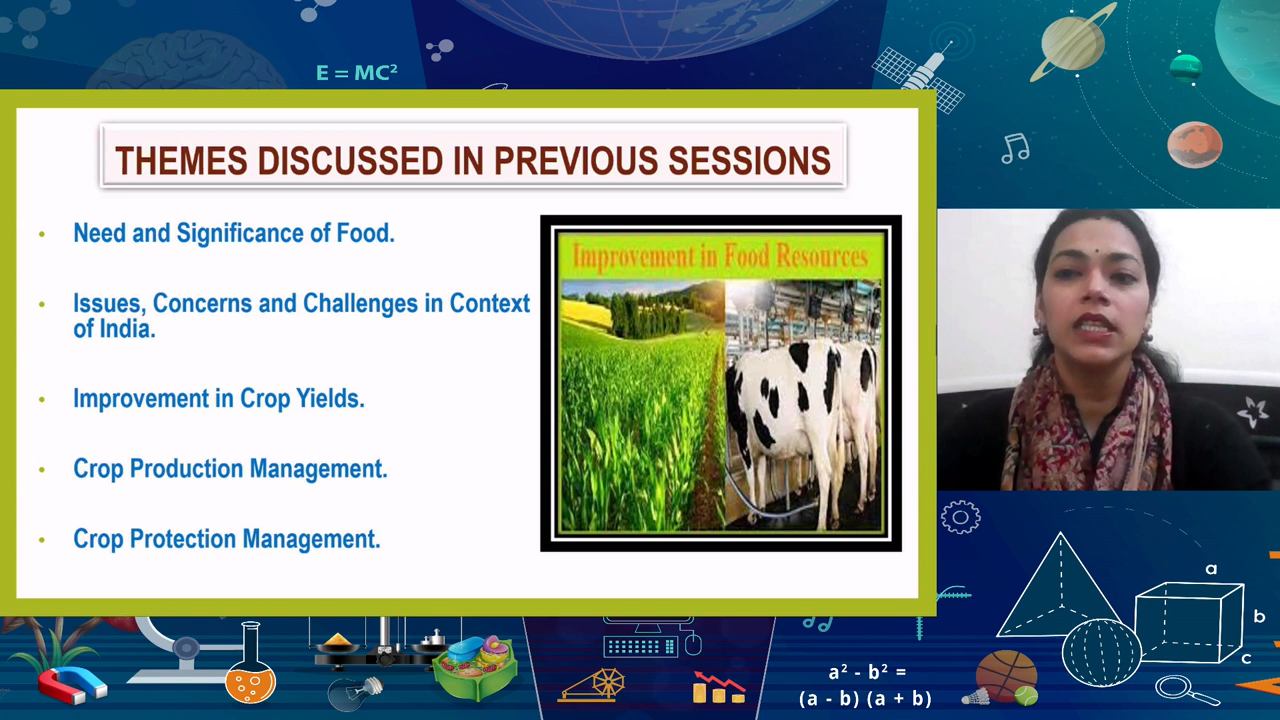 E = MC²
THEMES DISCUSSED IN PREVIOUS SESSIONS
• Need and Significance of Food.
• Issues, Concerns and Challenges in Context
of India.
• Improvement in Crop Yields.
• Crop Production Management.
• Crop Protection Management.
Improvement in Food Resources
a
b
c
a² - b² =
(a - b) (a + b)